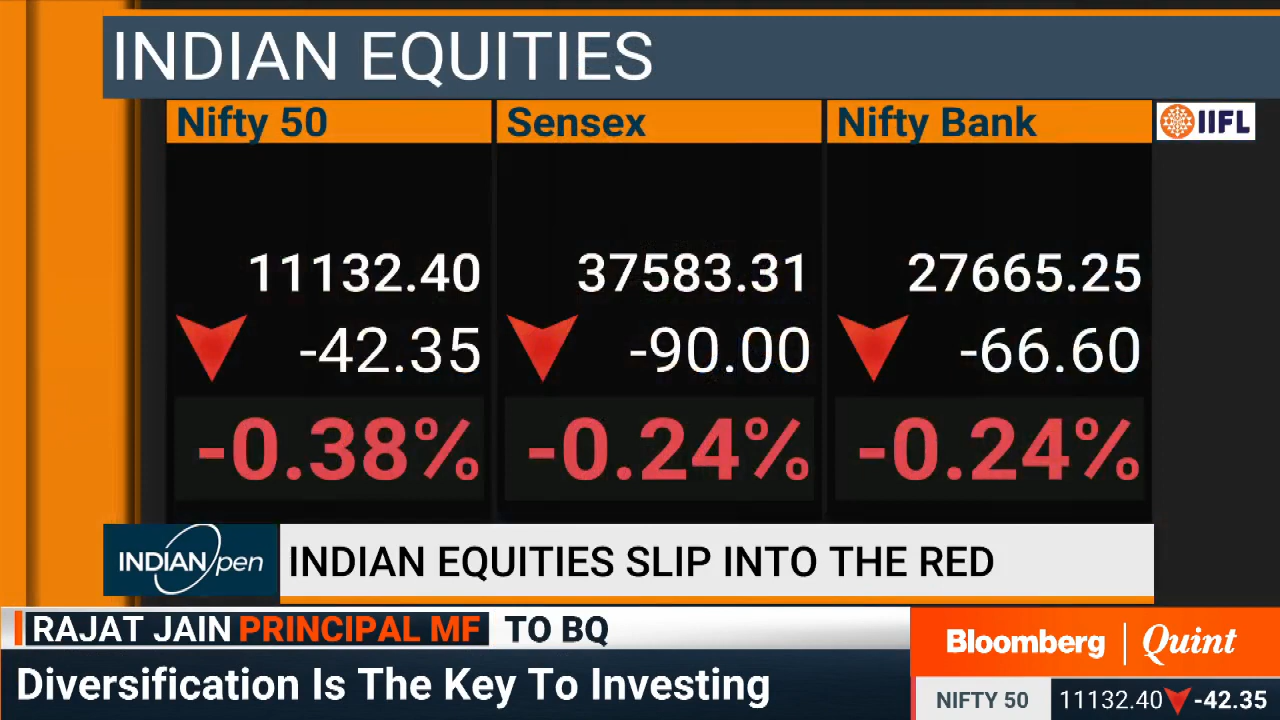 INDIAN EQUITIES
Nifty 50 Sensex Nifty Bank IIFL
11132.40 37583.31 27665.25
-42.35 -90.00 -66.60
-0.38% -0.24% -0.24%
INDIAN Open INDIAN EQUITIES SLIP INTO THE RED
RAJAT JAIN PRINCIPAL MF TO BQ
Diversification Is The Key To Investing
Bloomberg | Quint
NIFTY 50 11132.40 -42.35